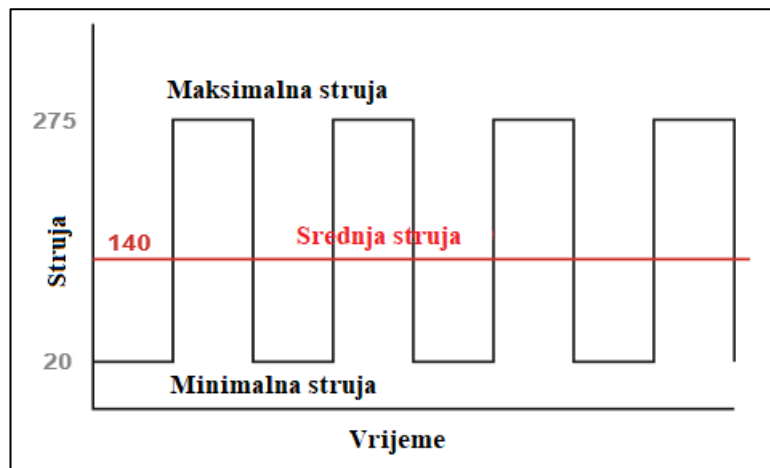 Maksimalna struja
275
Struja
140
Srednja struja
20
Minimalna struja
Vrijeme